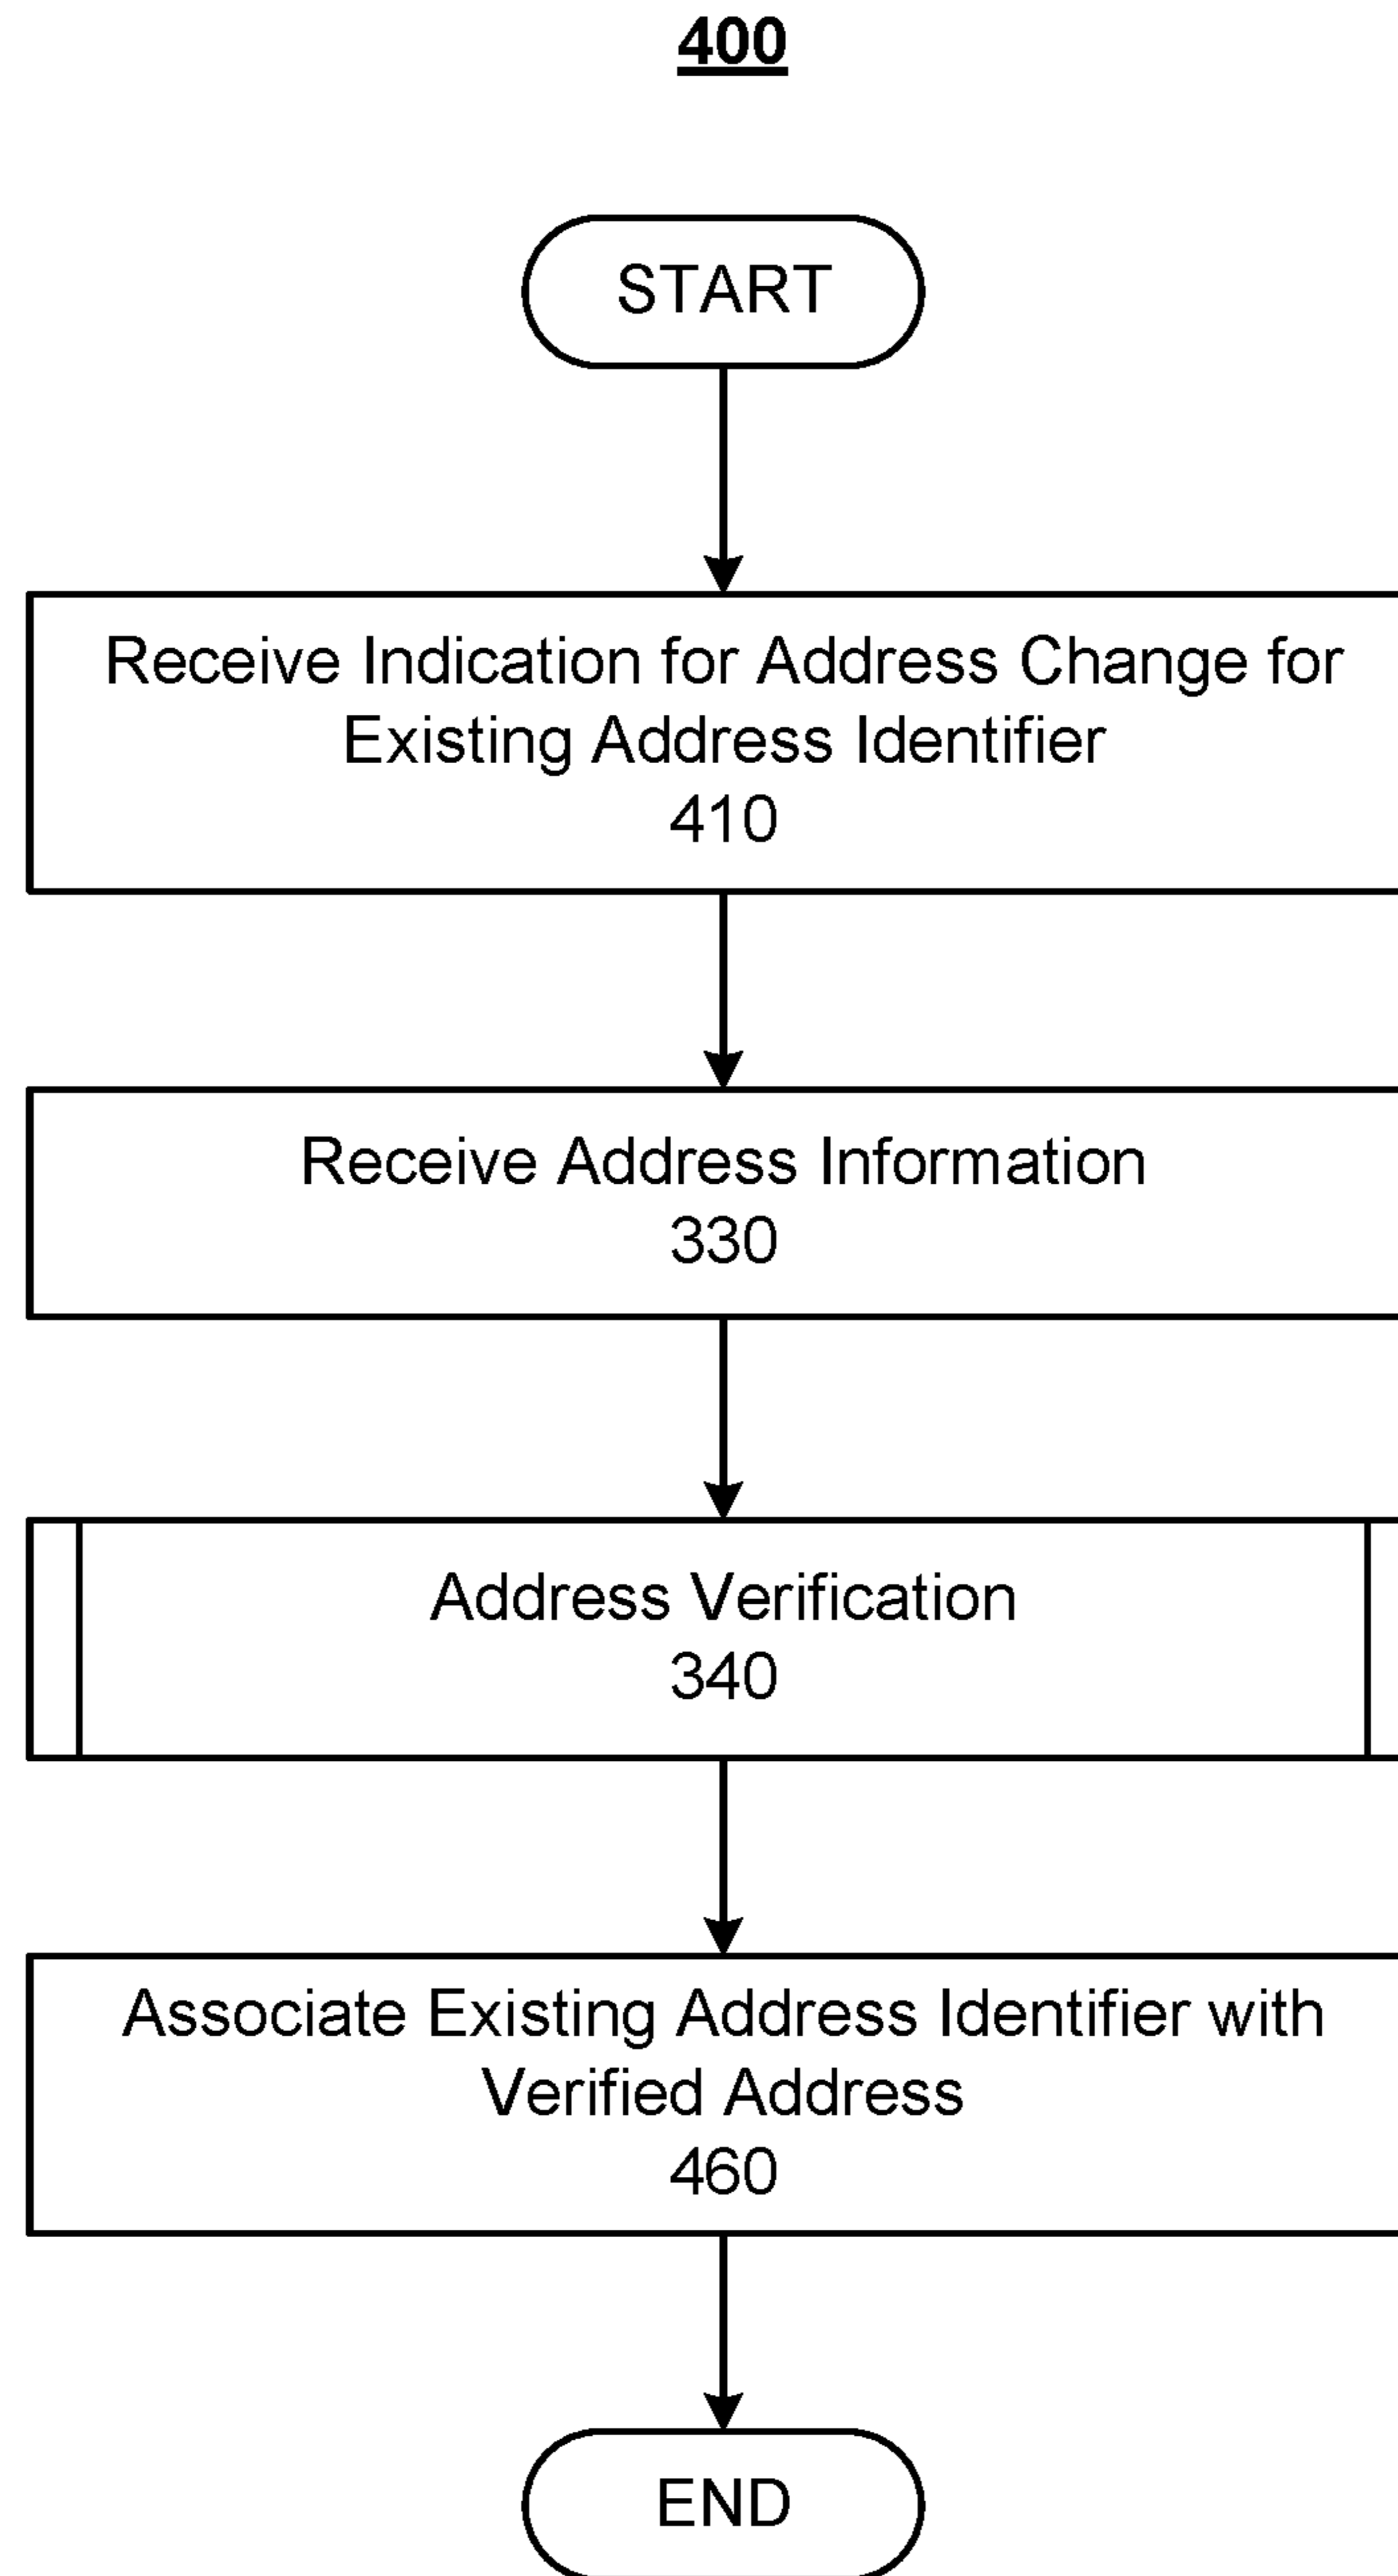 400
START
Receive Indication for Address Change for
Existing Address Identifier
410
Receive Address Information
330
Address Verification
340
Associate Existing Address Identifier with
Verified Address
460
END